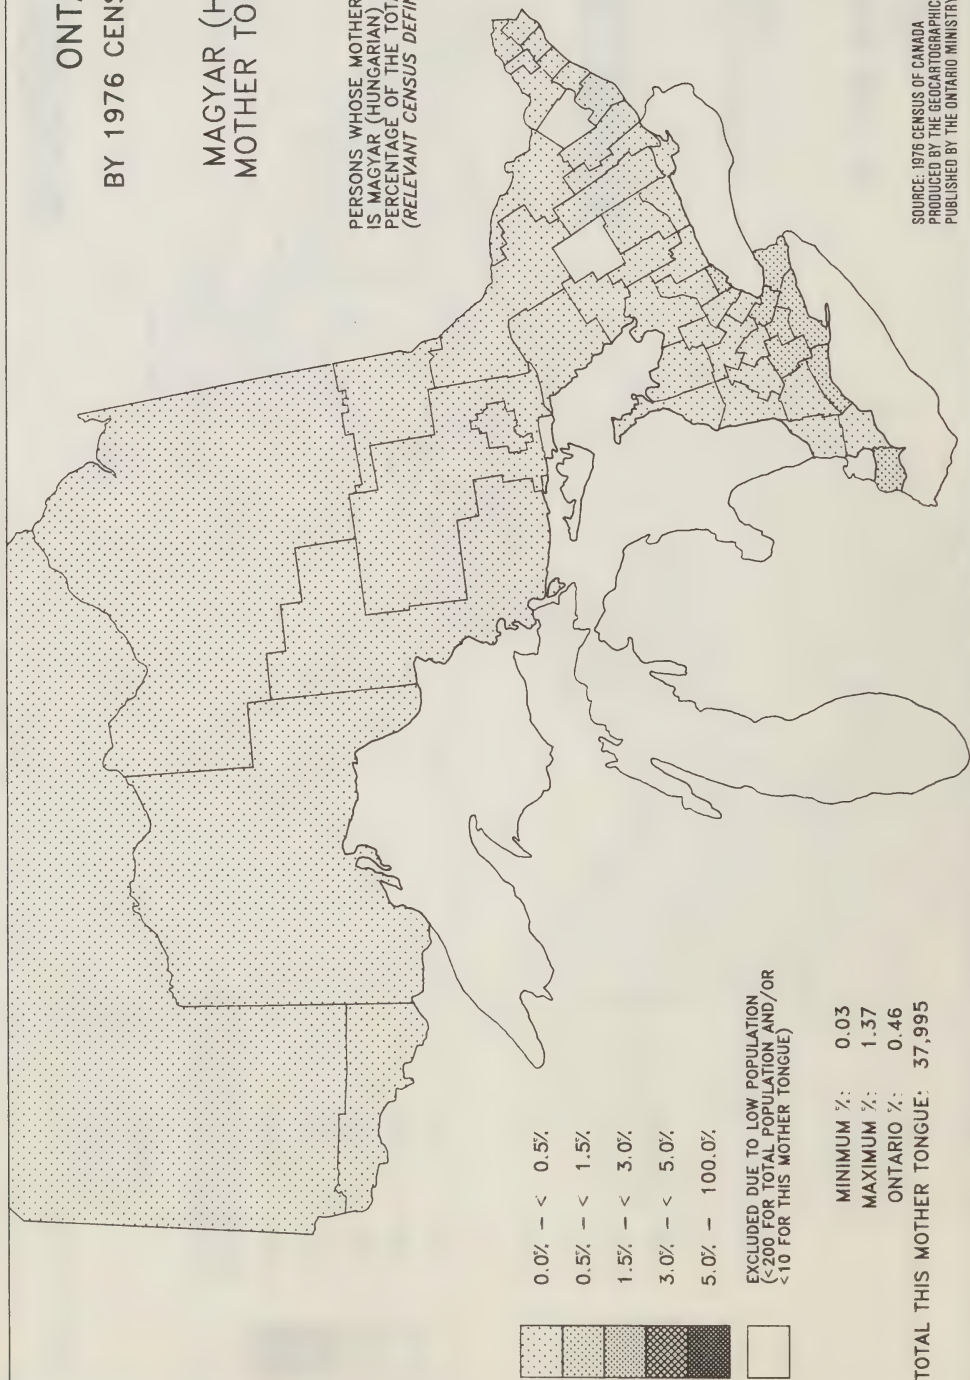 ONTA
BY 1976 CENS
MAGYAR (H
MOTHER TO
PERSONS WHOSE MOTHER
IS MAGYAR (HUNGARIAN)
PERCENTAGE OF THE TOTA
(RELEVANT CENSUS DEFIN
0.0% - < 0.5%
0.5% - < 1.5%
1.5% - < 3.0%
3.0% - < 5.0%
5.0% - 100.0%
EXCLUDED DUE TO LOW POPULATION
(<200 FOR TOTAL POPULATION AND/OR
<10 FOR THIS MOTHER TONGUE)
MINIMUM %: 0.03
MAXIMUM %: 1.37
ONTARIO %: 0.46
TOTAL THIS MOTHER TONGUE: 37,995
SOURCE: 1976 CENSUS OF CANADA
PRODUCED BY THE GEOCARTOGRAPHIC
PUBLISHED BY THE ONTARIO MINISTRY